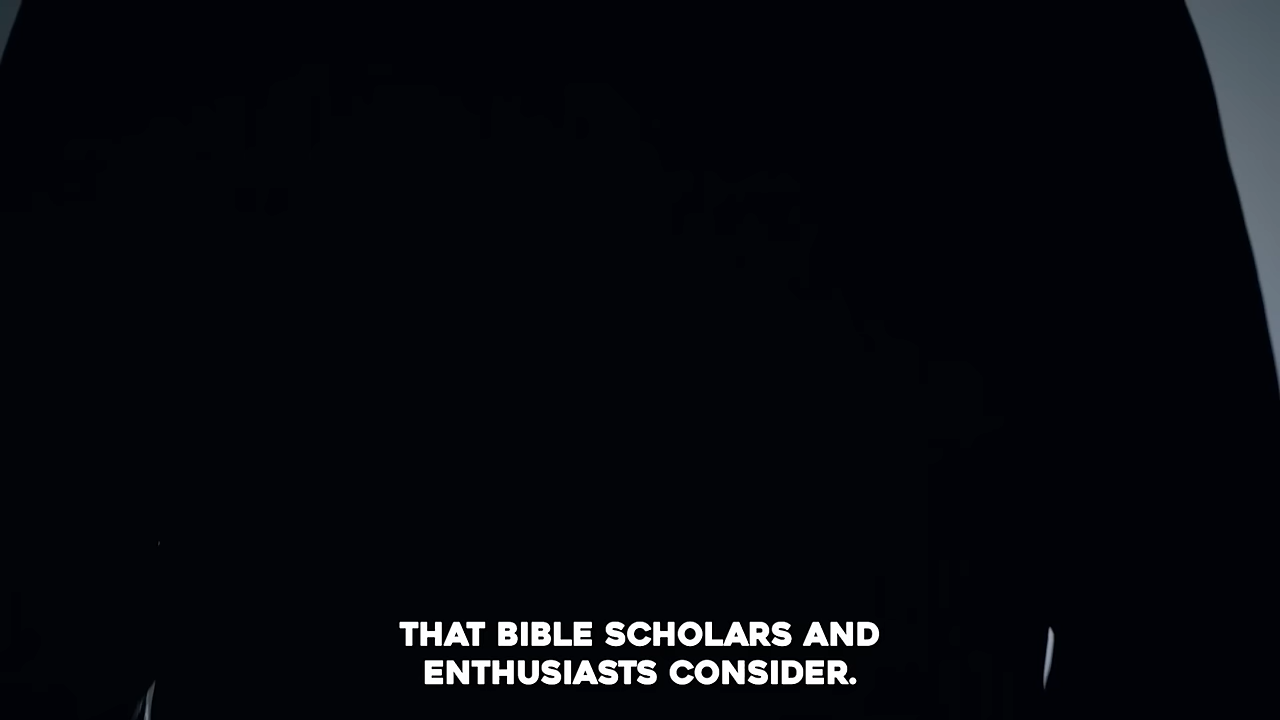 THAT BIBLE SCHOLARS AND
ENTHUSIASTS CONSIDER.